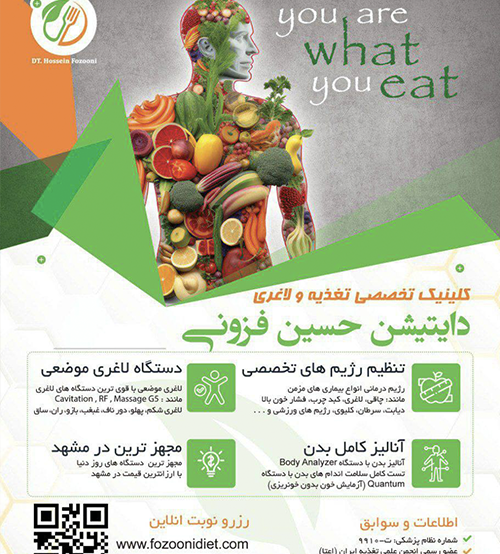 DT. Hossein Fozooni
you are
what
you eat
کلینیک تخصصی تغذیه و لاغری
دایتیشن حسین فزونی
تنظیم رژیم های تخصصی
رژیم درمانی انواع بیماری های مزمن
مانند: چاقی، لاغری، کبد چرب، فشار خون بالا
دیابت، سرطان، کلیوی، رژیم های ورزشی و ...
دستگاه لاغری موضعی
لاغری موضعی با قوی ترین دستگاه های لاغری
مانند : Cavitation , RF , Massage G5
لاغری شکم، پهلو، دور ناف، غبغب، بازو، ران، ساق
آنالیز کامل بدن
آنالیز بدن با دستگاه Body Analyzer
تست کامل سلامت اندام های بدن با دستگاه
Quantum (آزمایش خون بدون خونریزی)
مجهز ترین در مشهد
مجهز ترین دستگاه های روز دنیا
با ارزانترین قیمت در مشهد
اطلاعات و سوابق
شماره نظام پزشکی: ت-۹۹۱۰
عضو رسمی انجمن علمی تغذیه ایران (اعتا)
رزرو نوبت انلاین
www.fozoonidiet.com